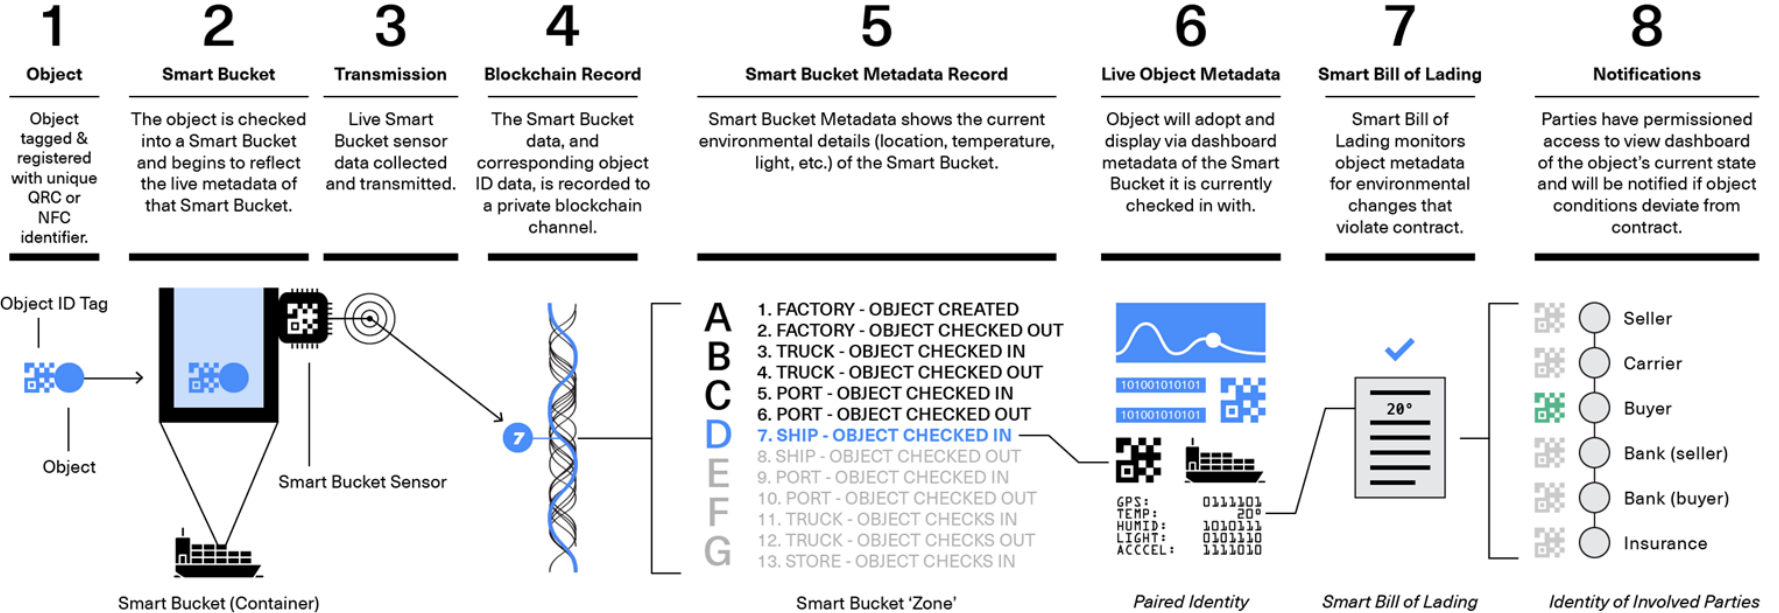 1
Object
Object
tagged &
registered
with unique
QRC or
NFC
identifier.
Object ID Tag
Object
2
Smart Bucket
The object is checked
into a Smart Bucket
and begins to reflect
the live metadata of
that Smart Bucket.
Smart Bucket (Container)
3
Transmission
Live Smart
Bucket sensor
data collected
and transmitted.
Smart Bucket Sensor
4
Blockchain Record
The Smart Bucket
data, and
corresponding object
ID data, is recorded to
a private blockchain
channel.
7
5
Smart Bucket Metadata Record
Smart Bucket Metadata shows the current
environmental details (location, temperature,
light, etc.) of the Smart Bucket.
A
B
C
D
E
F
G
1. FACTORY - OBJECT CREATED
2. FACTORY - OBJECT CHECKED OUT
3. TRUCK - OBJECT CHECKED IN
4. TRUCK - OBJECT CHECKED OUT
5. PORT - OBJECT CHECKED IN
6. PORT - OBJECT CHECKED OUT
7. SHIP - OBJECT CHECKED IN
8. SHIP - OBJECT CHECKED OUT
9. PORT - OBJECT CHECKED IN
10. PORT - OBJECT CHECKED OUT
11. TRUCK - OBJECT CHECKS IN
12. TRUCK - OBJECT CHECKS OUT
13. STORE - OBJECT CHECKS IN
Smart Bucket ‘Zone’
6
Live Object Metadata
Object will adopt and
display via dashboard
metadata of the Smart
Bucket it is currently
checked in with.
101001010101
101001010101
GPS: 0111101
TEMP: 20°
HUMID: 1010111
LIGHT: 0101110
ACCCEL: 1111010
Paired Identity
7
Smart Bill of Lading
Smart Bill of
Lading monitors
object metadata
for environmental
changes that
violate contract.
20°
Smart Bill of Lading
8
Notifications
Parties have permissioned
access to view dashboard
of the object’s current state
and will be notified if object
conditions deviate from
contract.
Seller
Carrier
Buyer
Bank (seller)
Bank (buyer)
Insurance
Identity of Involved Parties